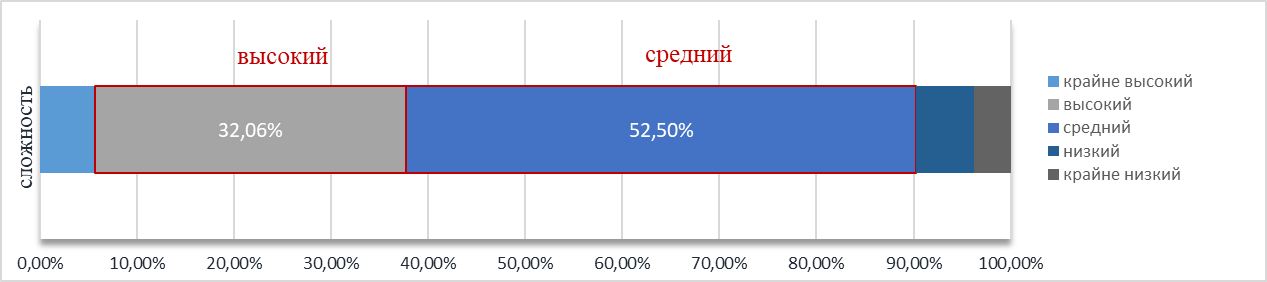 высокий
средний
сложность
32,06%
52,50%
крайне высокий
высокий
средний
низкий
крайне низкий
0,00%
10,00%
20,00%
30,00%
40,00%
50,00%
60,00%
70,00%
80,00%
90,00%
100,00%